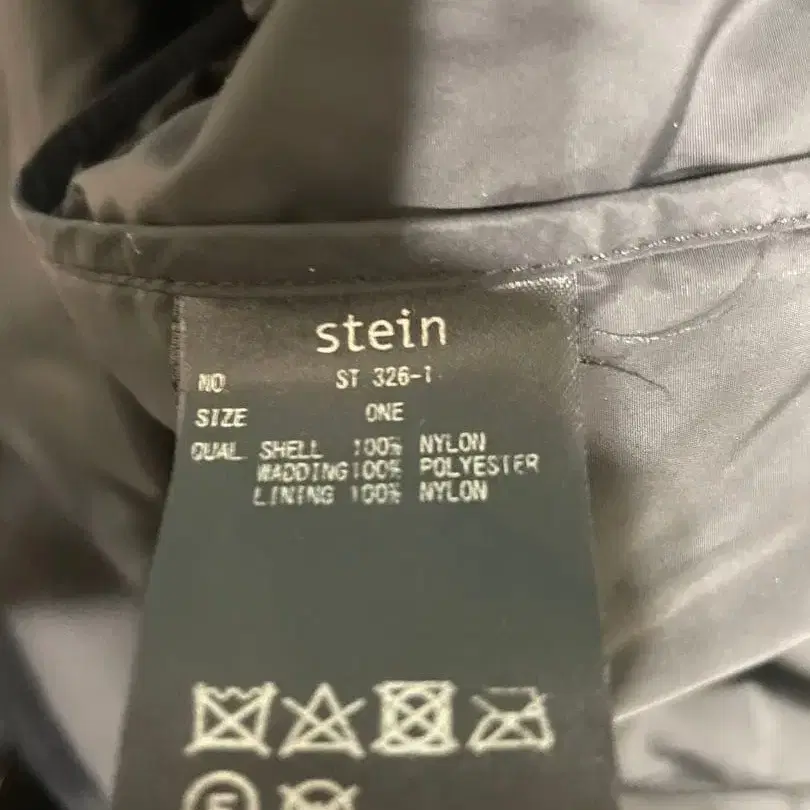 stein
NO ST 326-1
SIZE ONE
QUAL SHELL 100% NYLON
WADDING 100% POLYESTER
LINING 100% NYLON